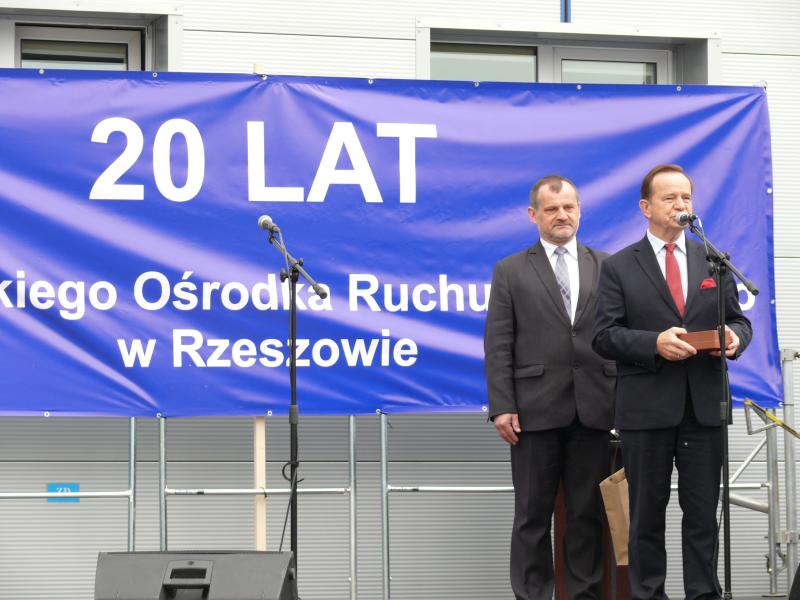 20 LAT
kiego Ośrodka Ruchu
w Rzeszowie